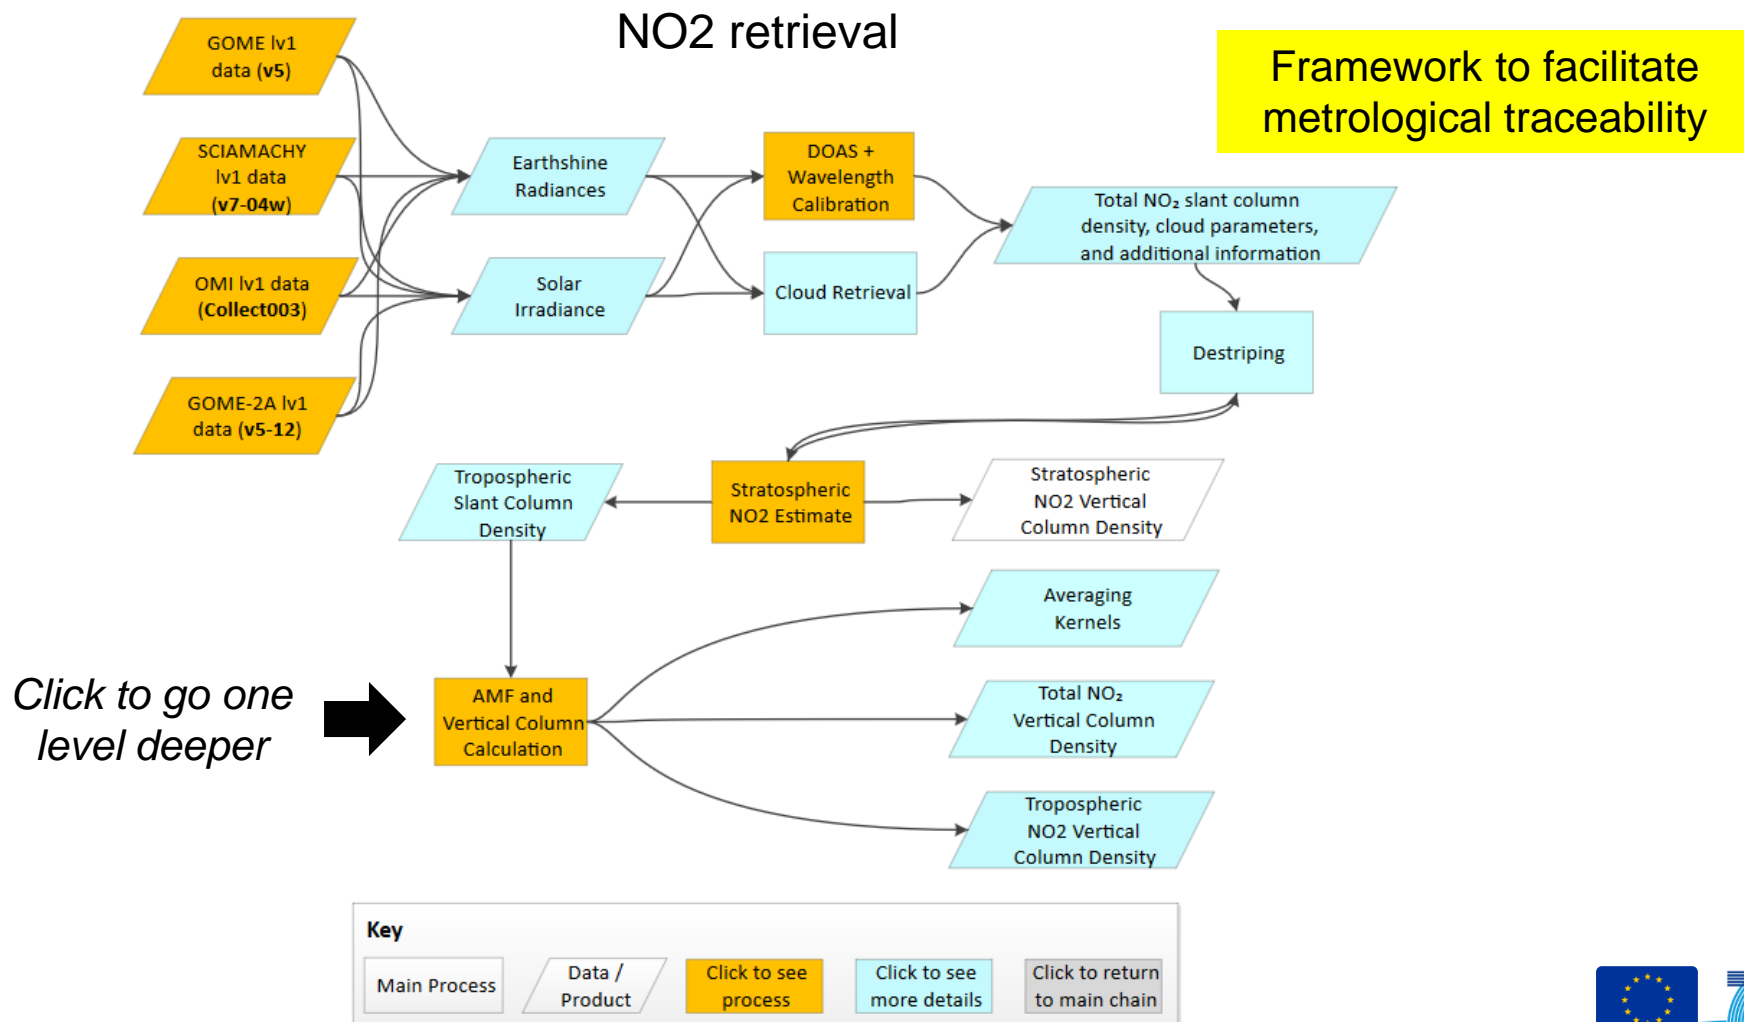 NO2 retrieval
Framework to facilitate
metrological traceability
GOME lv1
data (v5)
SCIAMACHY
lv1 data
(v7-04w)
OMI lv1 data
(Collect003)
GOME-2A lv1
data (v5-12)
Earthshine
Radiances
Solar
Irradiance
DOAS +
Wavelength
Calibration
Cloud Retrieval
Total NO₂ slant column
density, cloud parameters,
and additional information
Destriping
Tropospheric
Slant Column
Density
Stratospheric
NO2 Estimate
Stratospheric
NO2 Vertical
Column Density
Averaging
Kernels
Click to go one
level deeper
AMF and
Vertical Column
Calculation
Total NO₂
Vertical Column
Density
Tropospheric
NO2 Vertical
Column Density
Key
Main Process
Data /
Product
Click to see
process
Click to see
more details
Click to return
to main chain